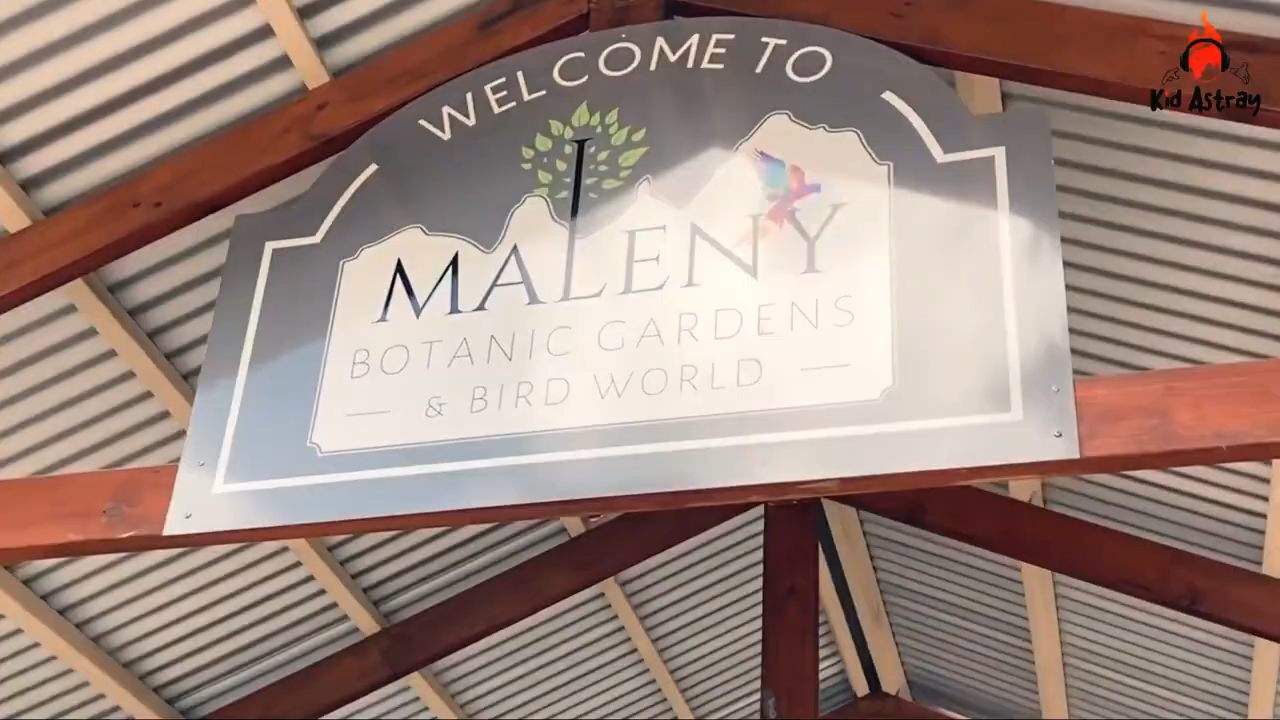 WELCOME TO
MALENY
BOTANIC GARDENS
& BIRD WORLD
Kid Astray